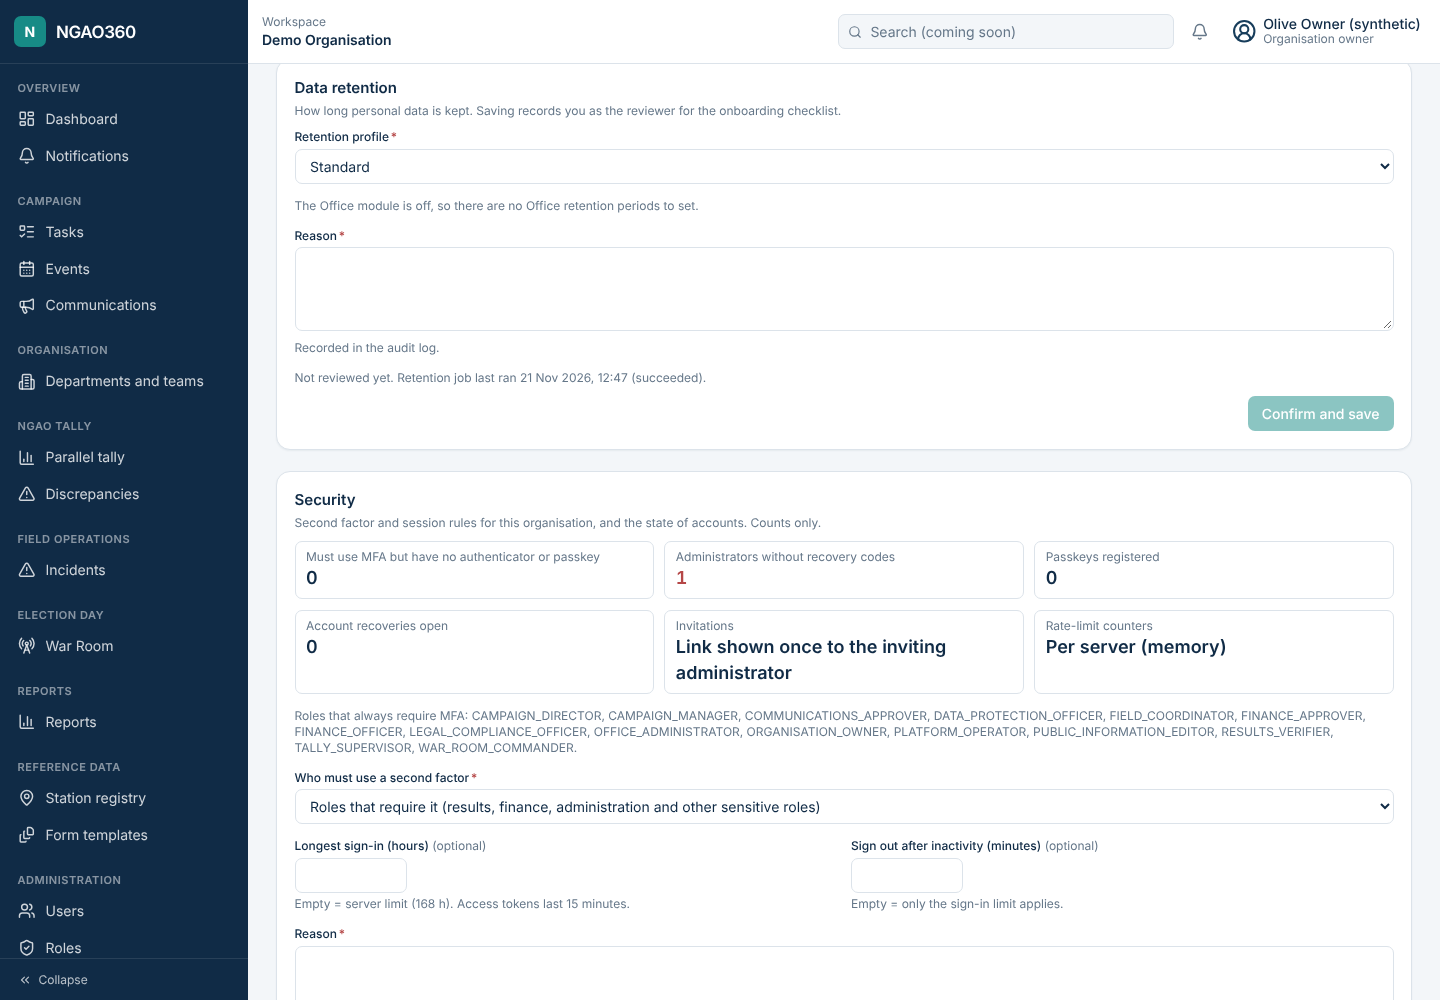 N NGAO360
OVERVIEW
Dashboard
Notifications
CAMPAIGN
Tasks
Events
Communications
ORGANISATION
Departments and teams
NGAO TALLY
Parallel tally
Discrepancies
FIELD OPERATIONS
Incidents
ELECTION DAY
War Room
REPORTS
Reports
REFERENCE DATA
Station registry
Form templates
ADMINISTRATION
Users
Roles
Collapse
Workspace
Demo Organisation
Search (coming soon)
Olive Owner (synthetic)
Organisation owner
Data retention
How long personal data is kept. Saving records you as the reviewer for the onboarding checklist.
Retention profile *
Standard
The Office module is off, so there are no Office retention periods to set.
Reason *
Recorded in the audit log.
Not reviewed yet. Retention job last ran 21 Nov 2026, 12:47 (succeeded).
Confirm and save
Security
Second factor and session rules for this organisation, and the state of accounts. Counts only.
Must use MFA but have no authenticator or passkey
0
Administrators without recovery codes
1
Passkeys registered
0
Account recoveries open
0
Invitations
Link shown once to the inviting
administrator
Rate-limit counters
Per server (memory)
Roles that always require MFA: CAMPAIGN_DIRECTOR, CAMPAIGN_MANAGER, COMMUNICATIONS_APPROVER, DATA_PROTECTION_OFFICER, FIELD_COORDINATOR, FINANCE_APPROVER,
FINANCE_OFFICER, LEGAL_COMPLIANCE_OFFICER, OFFICE_ADMINISTRATOR, ORGANISATION_OWNER, PLATFORM_OPERATOR, PUBLIC_INFORMATION_EDITOR, RESULTS_VERIFIER,
TALLY_SUPERVISOR, WAR_ROOM_COMMANDER.
Who must use a second factor *
Roles that require it (results, finance, administration and other sensitive roles)
Longest sign-in (hours) (optional)
Empty = server limit (168 h). Access tokens last 15 minutes.
Sign out after inactivity (minutes) (optional)
Empty = only the sign-in limit applies.
Reason *